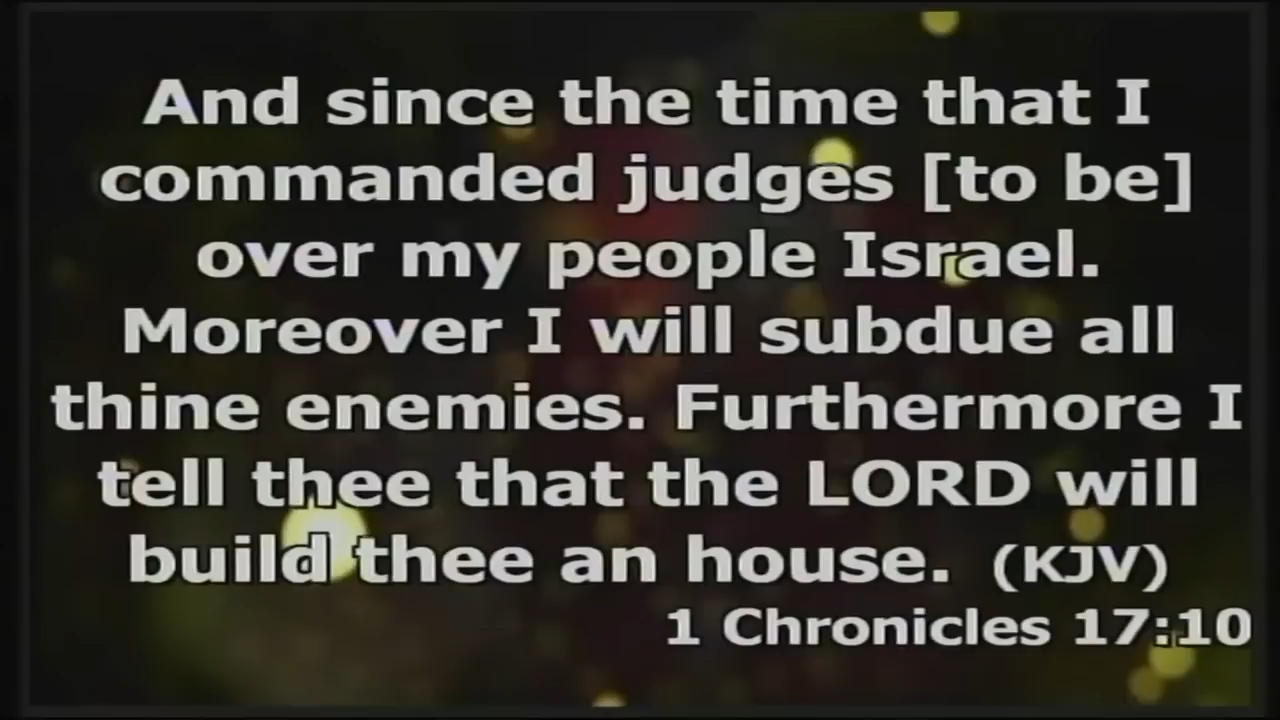 And since the time that I
commanded judges [to be]
over my people Israel.
Moreover I will subdue all
thine enemies. Furthermore I
tell thee that the LORD will
build thee an house. (KJV)
1 Chronicles 17:10